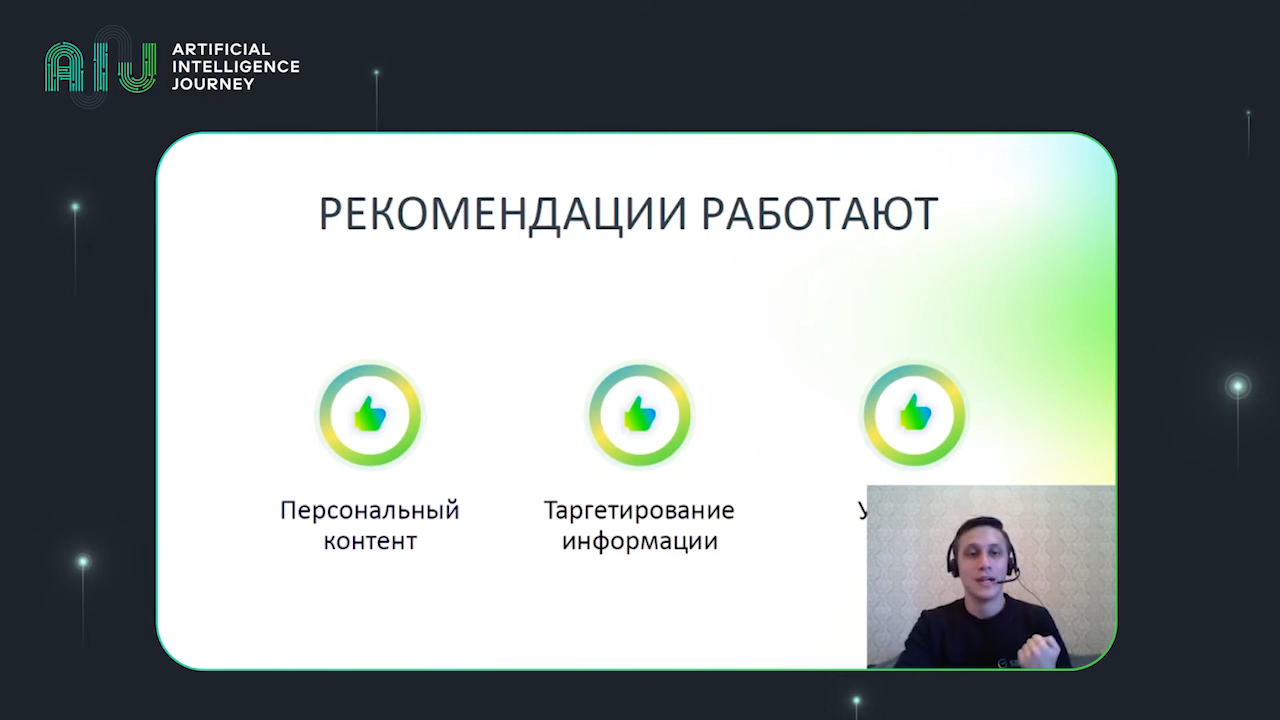 ARTIFICIAL
INTELLIGENCE
JOURNEY
РЕКОМЕНДАЦИИ РАБОТАЮТ
Персональный
контент
Таргетирование
информации